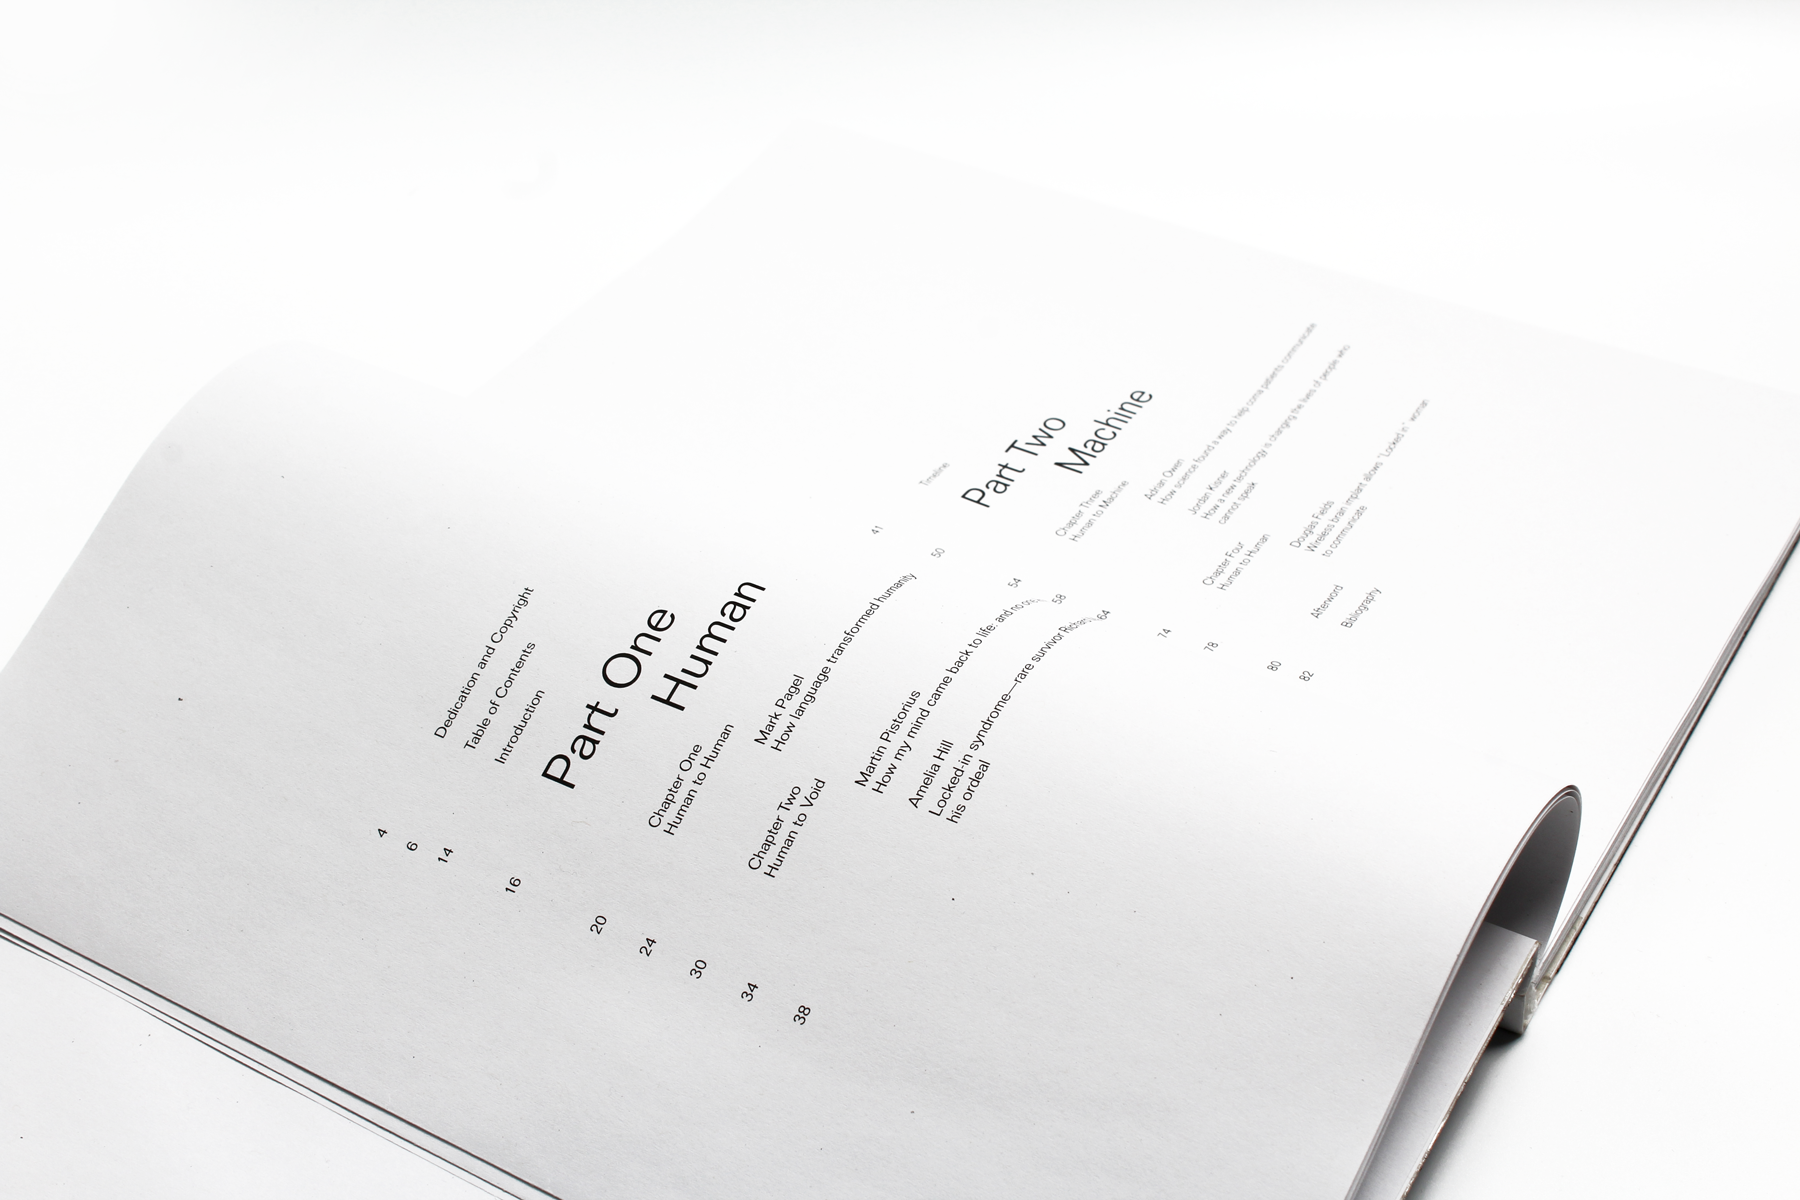 4
Dedication and Copyright
6
Table of Contents
14
Introduction
16
Part One
Human
20
Chapter One
Human to Human
24
Mark Pagel
How language transformed humanity
30
Chapter Two
Human to Void
34
Martin Pistorius
How my mind came back to life: and no
38
Amelia Hill
Locked-in syndrome—rare survivor
his ordeal
41
Timeline
50
Part Two
Machine
54
Chapter Three
Human to Machine
58
Adrian Owen
How science found a way to help coma patients communicate
64
Jordan Kisner
How a new technology is changing the lives of people who
cannot speak
74
Chapter Four
Human to Human
78
Douglas Fields
Wireless brain implant allows “Locked in” woman
to communicate
80
Afterword
82
Bibliography